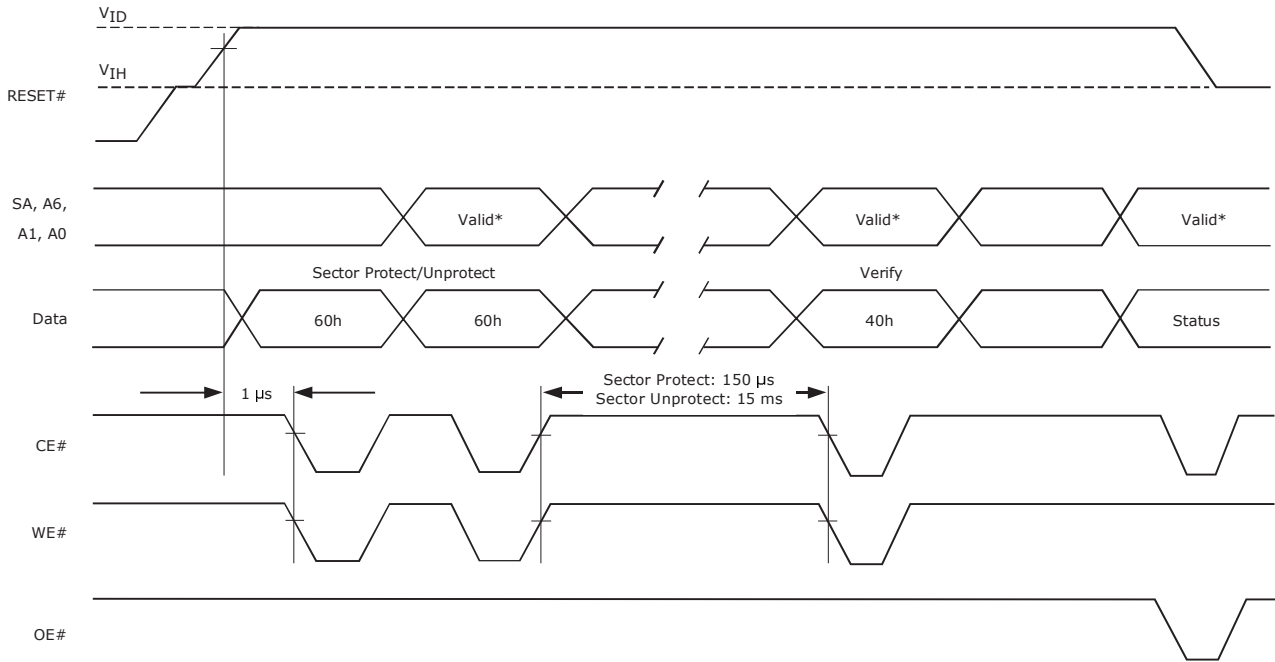 VID
VIH
RESET#
SA, A6,
A1, A0
Valid*
Valid*
Valid*
Sector Protect/Unprotect
Verify
Data
60h
60h
40h
Status
1 µs
Sector Protect: 150 µs
Sector Unprotect: 15 ms
CE#
WE#
OE#